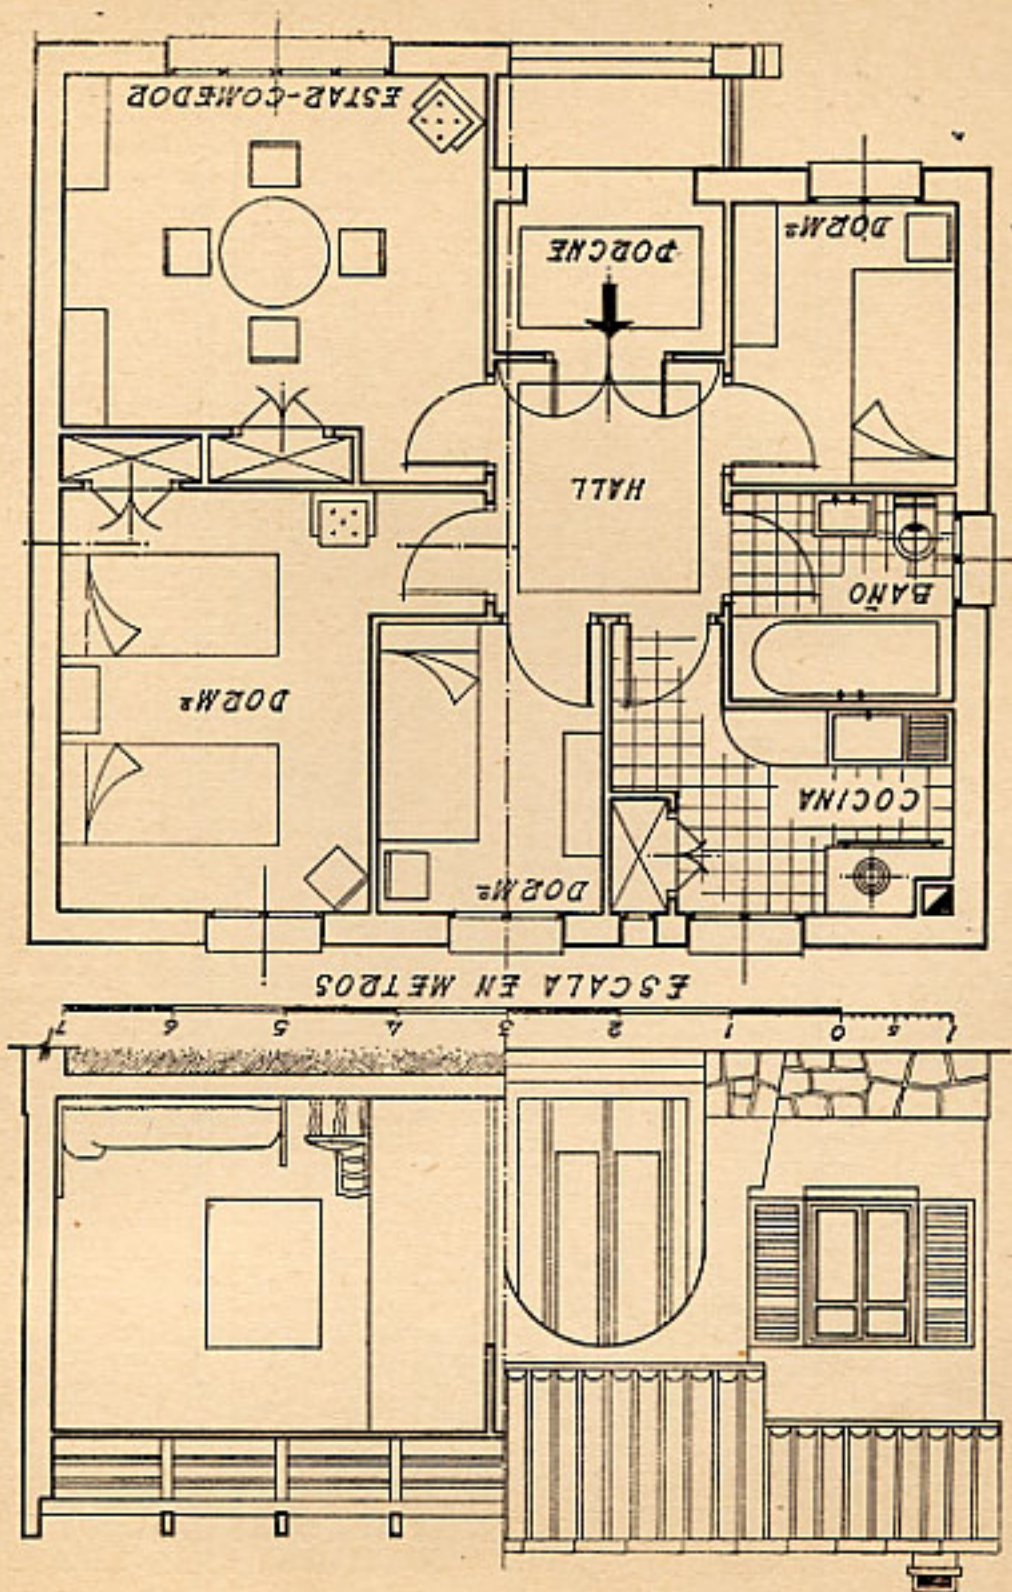 1 5 0 1 2 3 4 5 6 7
ESCALA EN METROS
DORMº
COCINA
DORMº
BAÑO
HALL
PORCHE
DORMº
ESTAR-COMEDOR